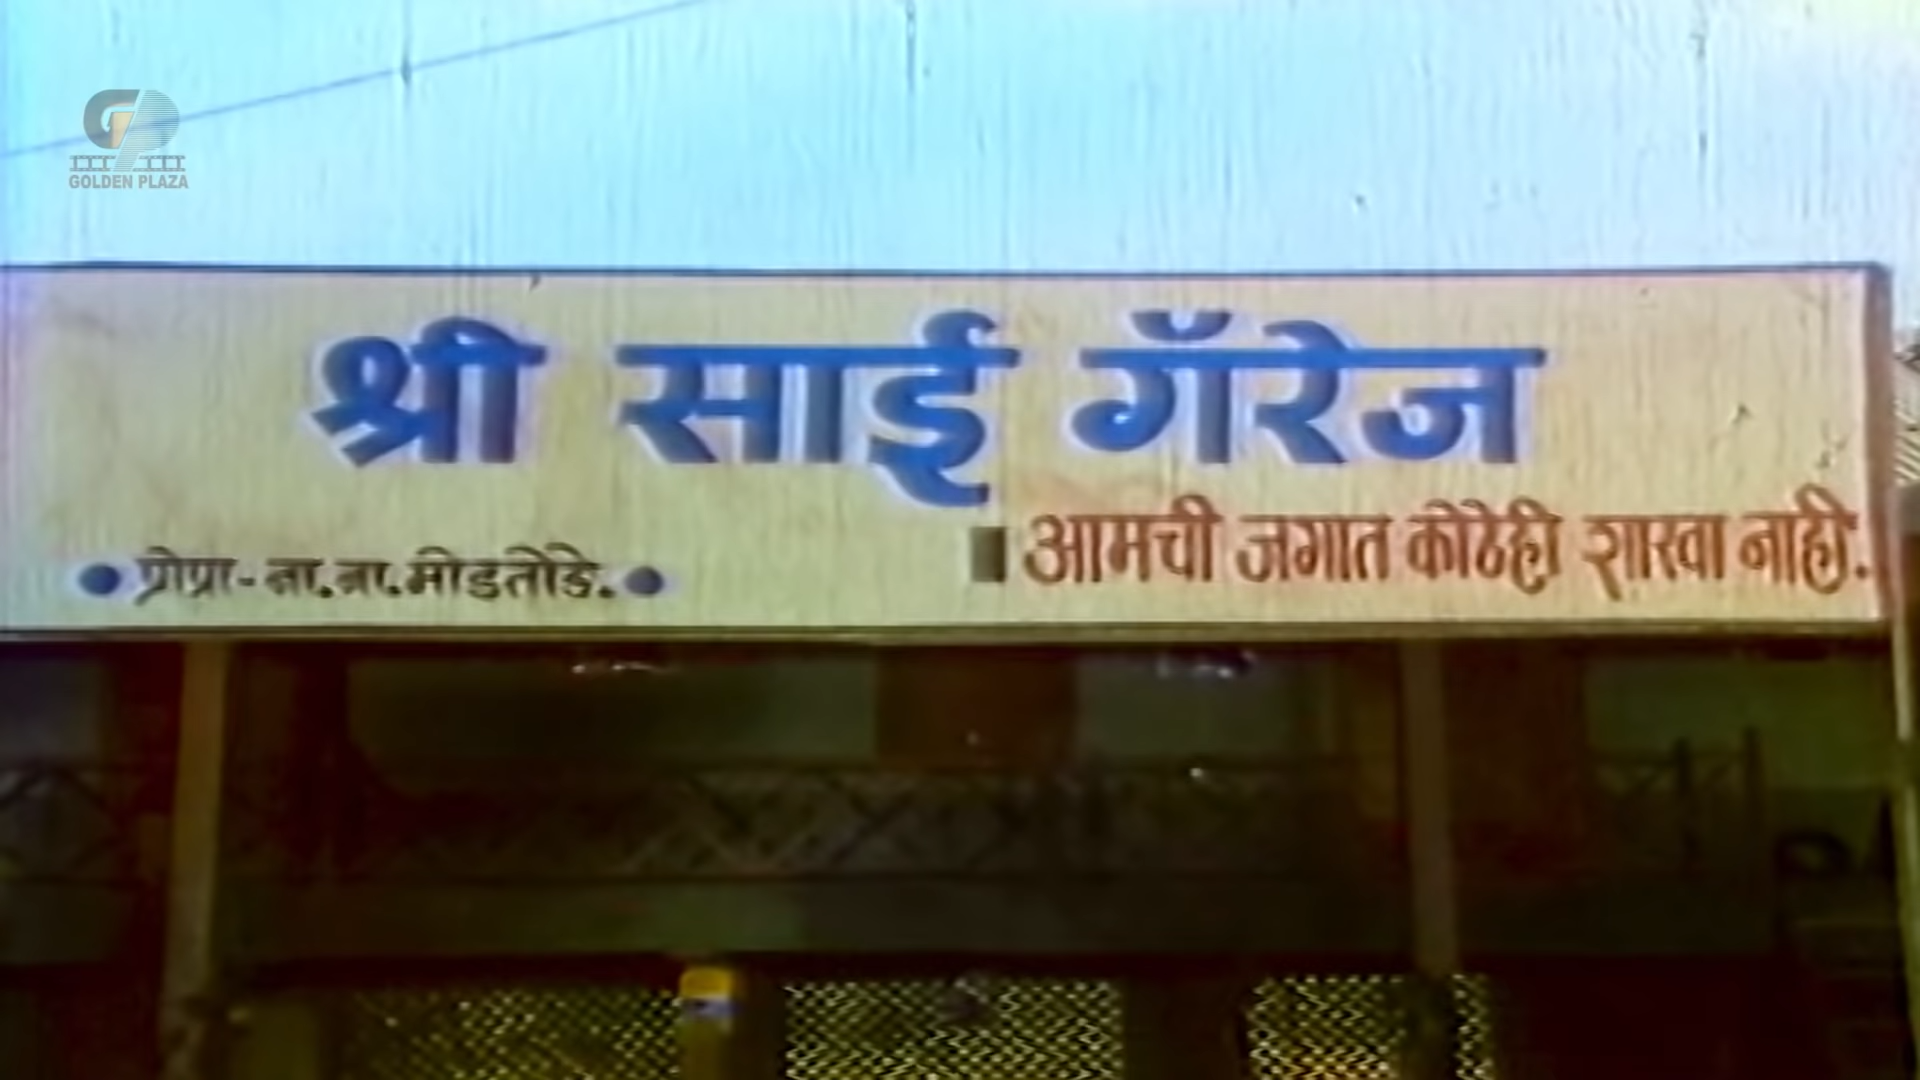 GOLDEN PLAZA
श्री साई गॅरेज
आमची जगात कोठेही शाखा नाही.
प्रोप्रा- ना.ना.मोडतोडे.